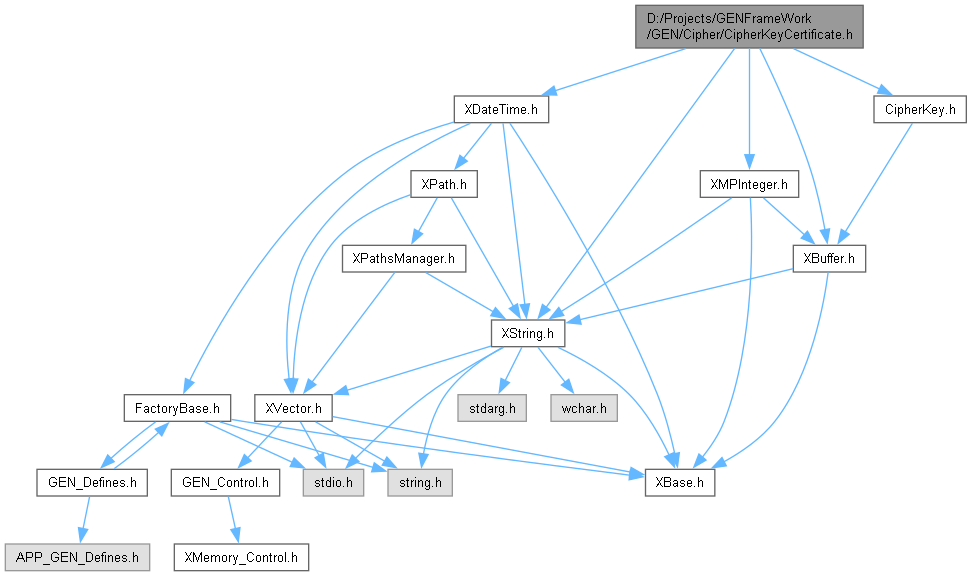 D:/Projects/GENFrameWork
/GEN/Cipher/CipherKeyCertificate.h
XDateTime.h
CipherKey.h
XPath.h
XMPInteger.h
XPathsManager.h
XBuffer.h
XString.h
FactoryBase.h
XVector.h
stdarg.h
wchar.h
GEN_Defines.h
GEN_Control.h
stdio.h
string.h
XBase.h
APP_GEN_Defines.h
XMemory_Control.h